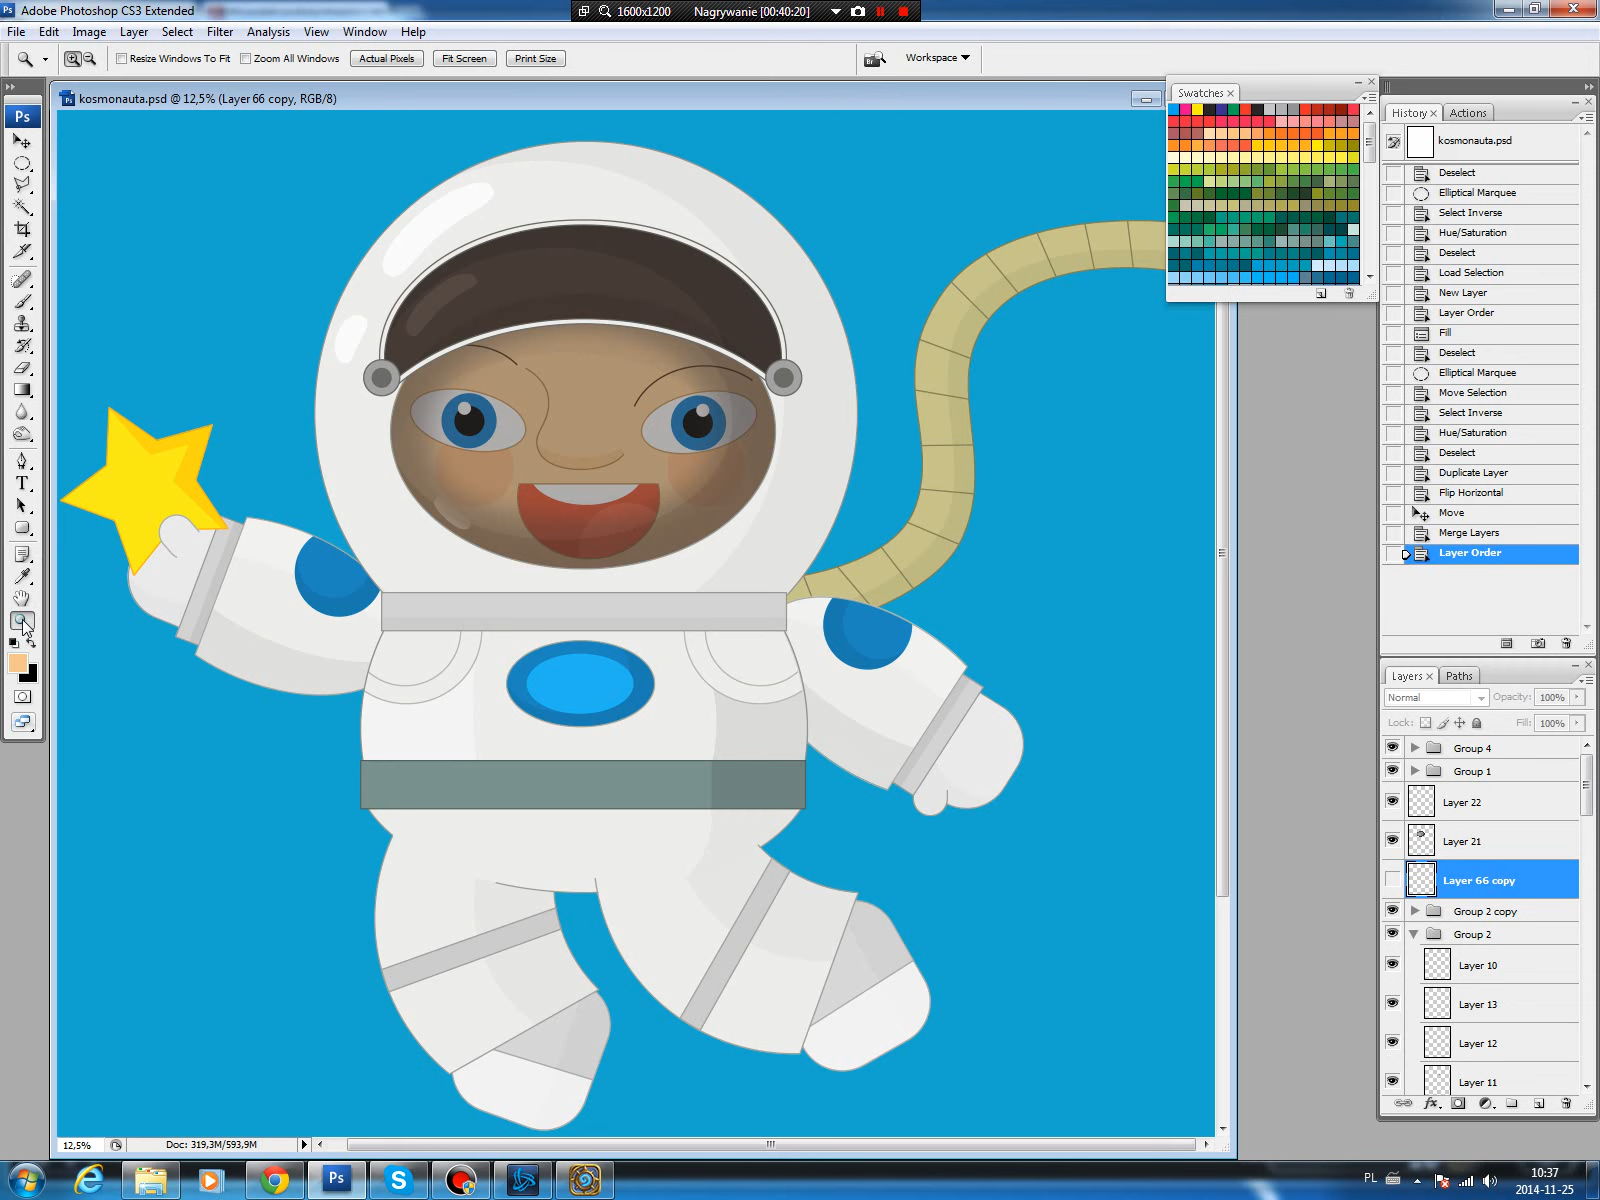 Ps Adobe Photoshop CS3 Extended
1600x1200 Nagrywanie [00:40:20]
File Edit Image Layer Select Filter Analysis View Window Help
Resize Windows To Fit Zoom All Windows Actual Pixels Fit Screen Print Size Workspace
kosmonauta.psd @ 12,5% (Layer 66 copy, RGB/8)
Ps
T
Swatches
History Actions
kosmonauta.psd
Deselect
Elliptical Marquee
Select Inverse
Hue/Saturation
Deselect
Load Selection
New Layer
Layer Order
Fill
Deselect
Elliptical Marquee
Move Selection
Select Inverse
Hue/Saturation
Deselect
Duplicate Layer
Flip Horizontal
Move
Merge Layers
Layer Order
Layers Paths
Normal Opacity: 100%
Lock: Fill: 100%
Group 4
Group 1
Layer 22
Layer 21
Layer 66 copy
Group 2 copy
Group 2
Layer 10
Layer 13
Layer 12
Layer 11
fx
12,5% Doc: 319,3M/593,9M
Ps
S
PL
10:37
2014-11-25